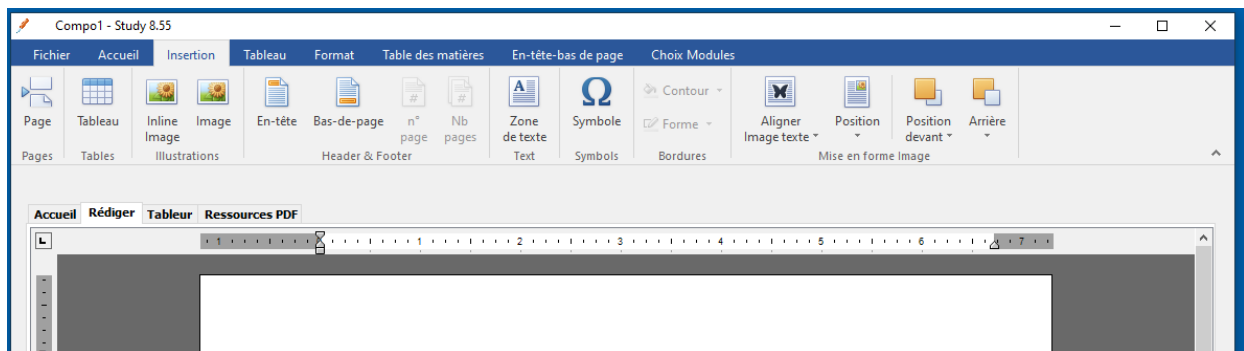 Compo1 - Study 8.55
Fichier Accueil Insertion Tableau Format Table des matières En-tête-bas de page Choix Modules
Page Tableau Inline Image Image En-tête Bas-de-page n° page Nb pages Zone de texte Symbole Contour Forme Aligner Image texte Position Position devant Arrière
Pages Tables Illustrations Header & Footer Text Symbols Bordures Mise en forme Image
Accueil Rédiger Tableur Ressources PDF
L 1 1 2 3 4 5 6 7